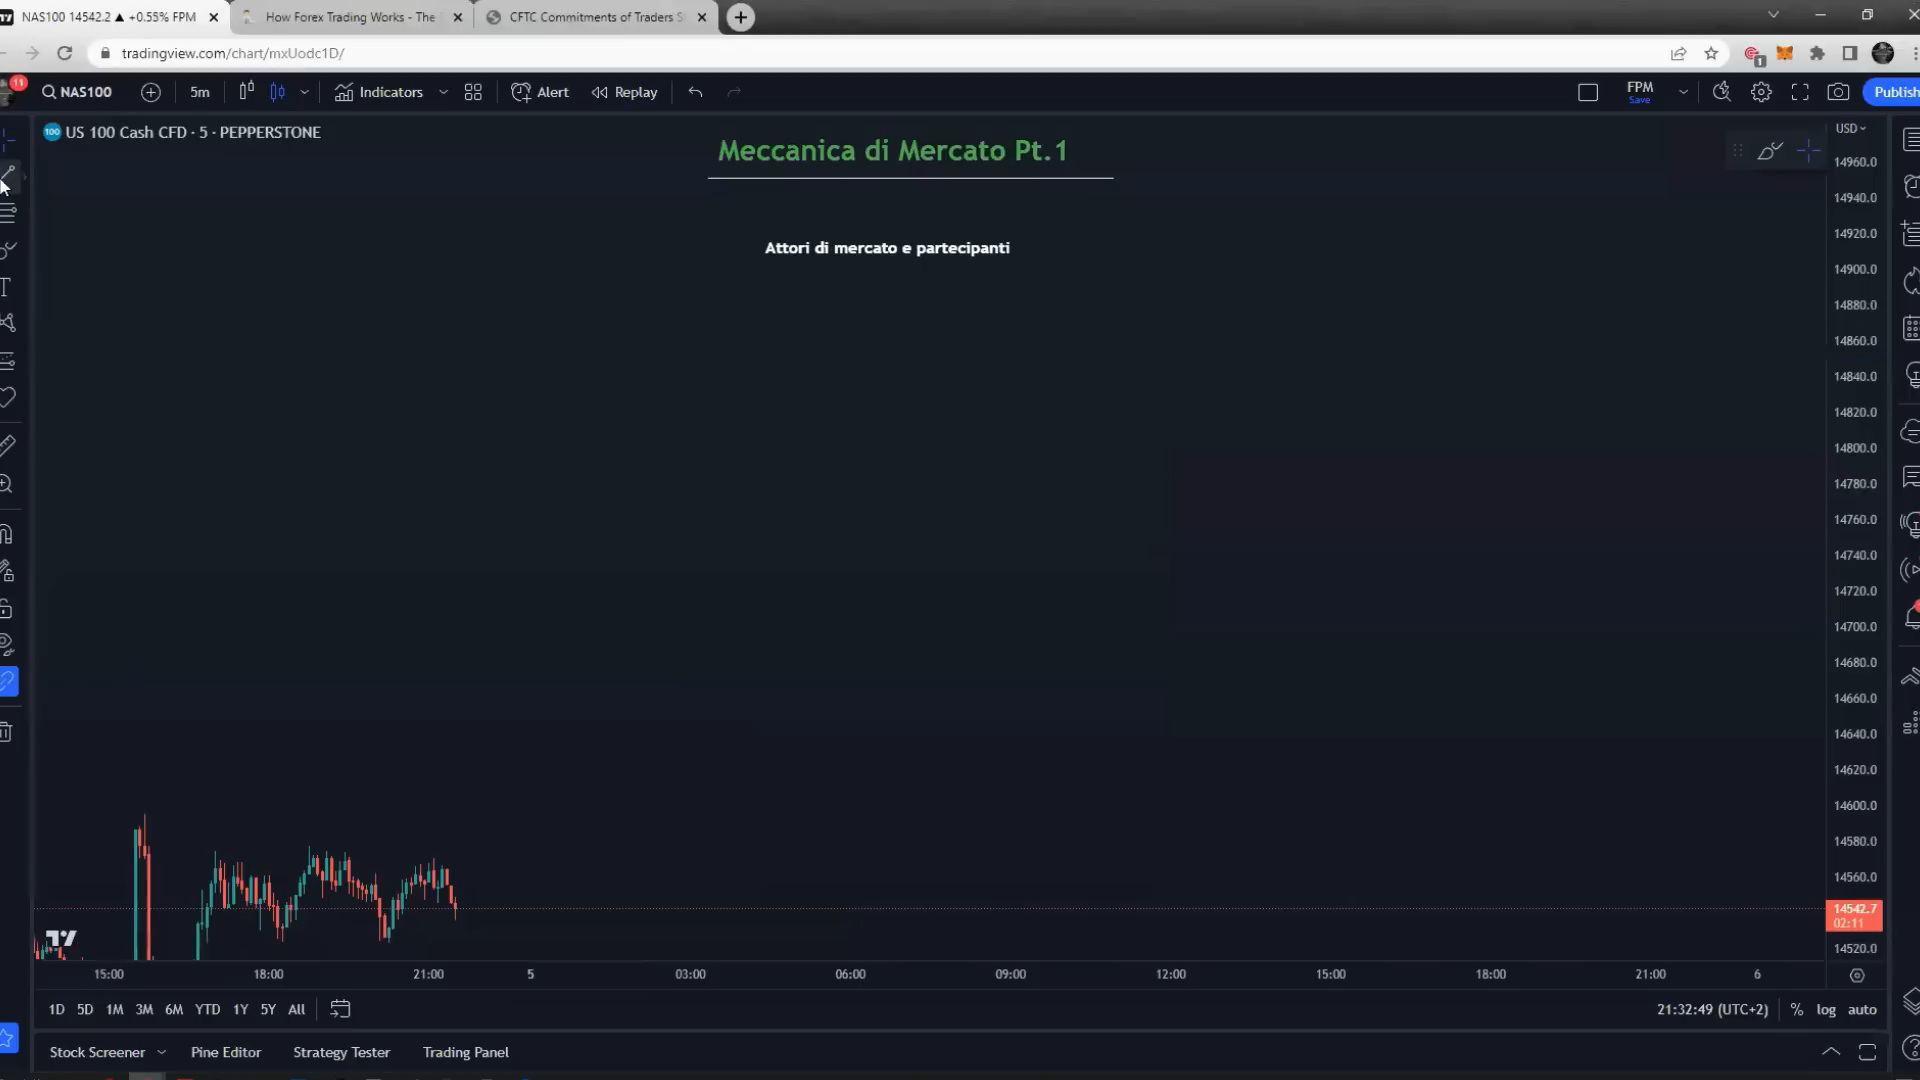 NAS100 14542.2 ▲ +0.55% FPM
How Forex Trading Works - The
CFTC Commitments of Traders S
tradingview.com/chart/mxUodc1D/
1
11
NAS100
5m
Indicators
Alert
Replay
FPM
Save
Publish
100 US 100 Cash CFD · 5 · PEPPERSTONE
USD
Meccanica di Mercato Pt.1
Attori di mercato e partecipanti
14960.0
14940.0
14920.0
14900.0
14880.0
14860.0
14840.0
14820.0
14800.0
14780.0
14760.0
14740.0
14720.0
14700.0
14680.0
14660.0
14640.0
14620.0
14600.0
14580.0
14560.0
14542.7
02:11
14520.0
15:00 18:00 21:00 5 03:00 06:00 09:00 12:00 15:00 18:00 21:00 6
1D 5D 1M 3M 6M YTD 1Y 5Y All
21:32:49 (UTC+2) % log auto
Stock Screener Pine Editor Strategy Tester Trading Panel